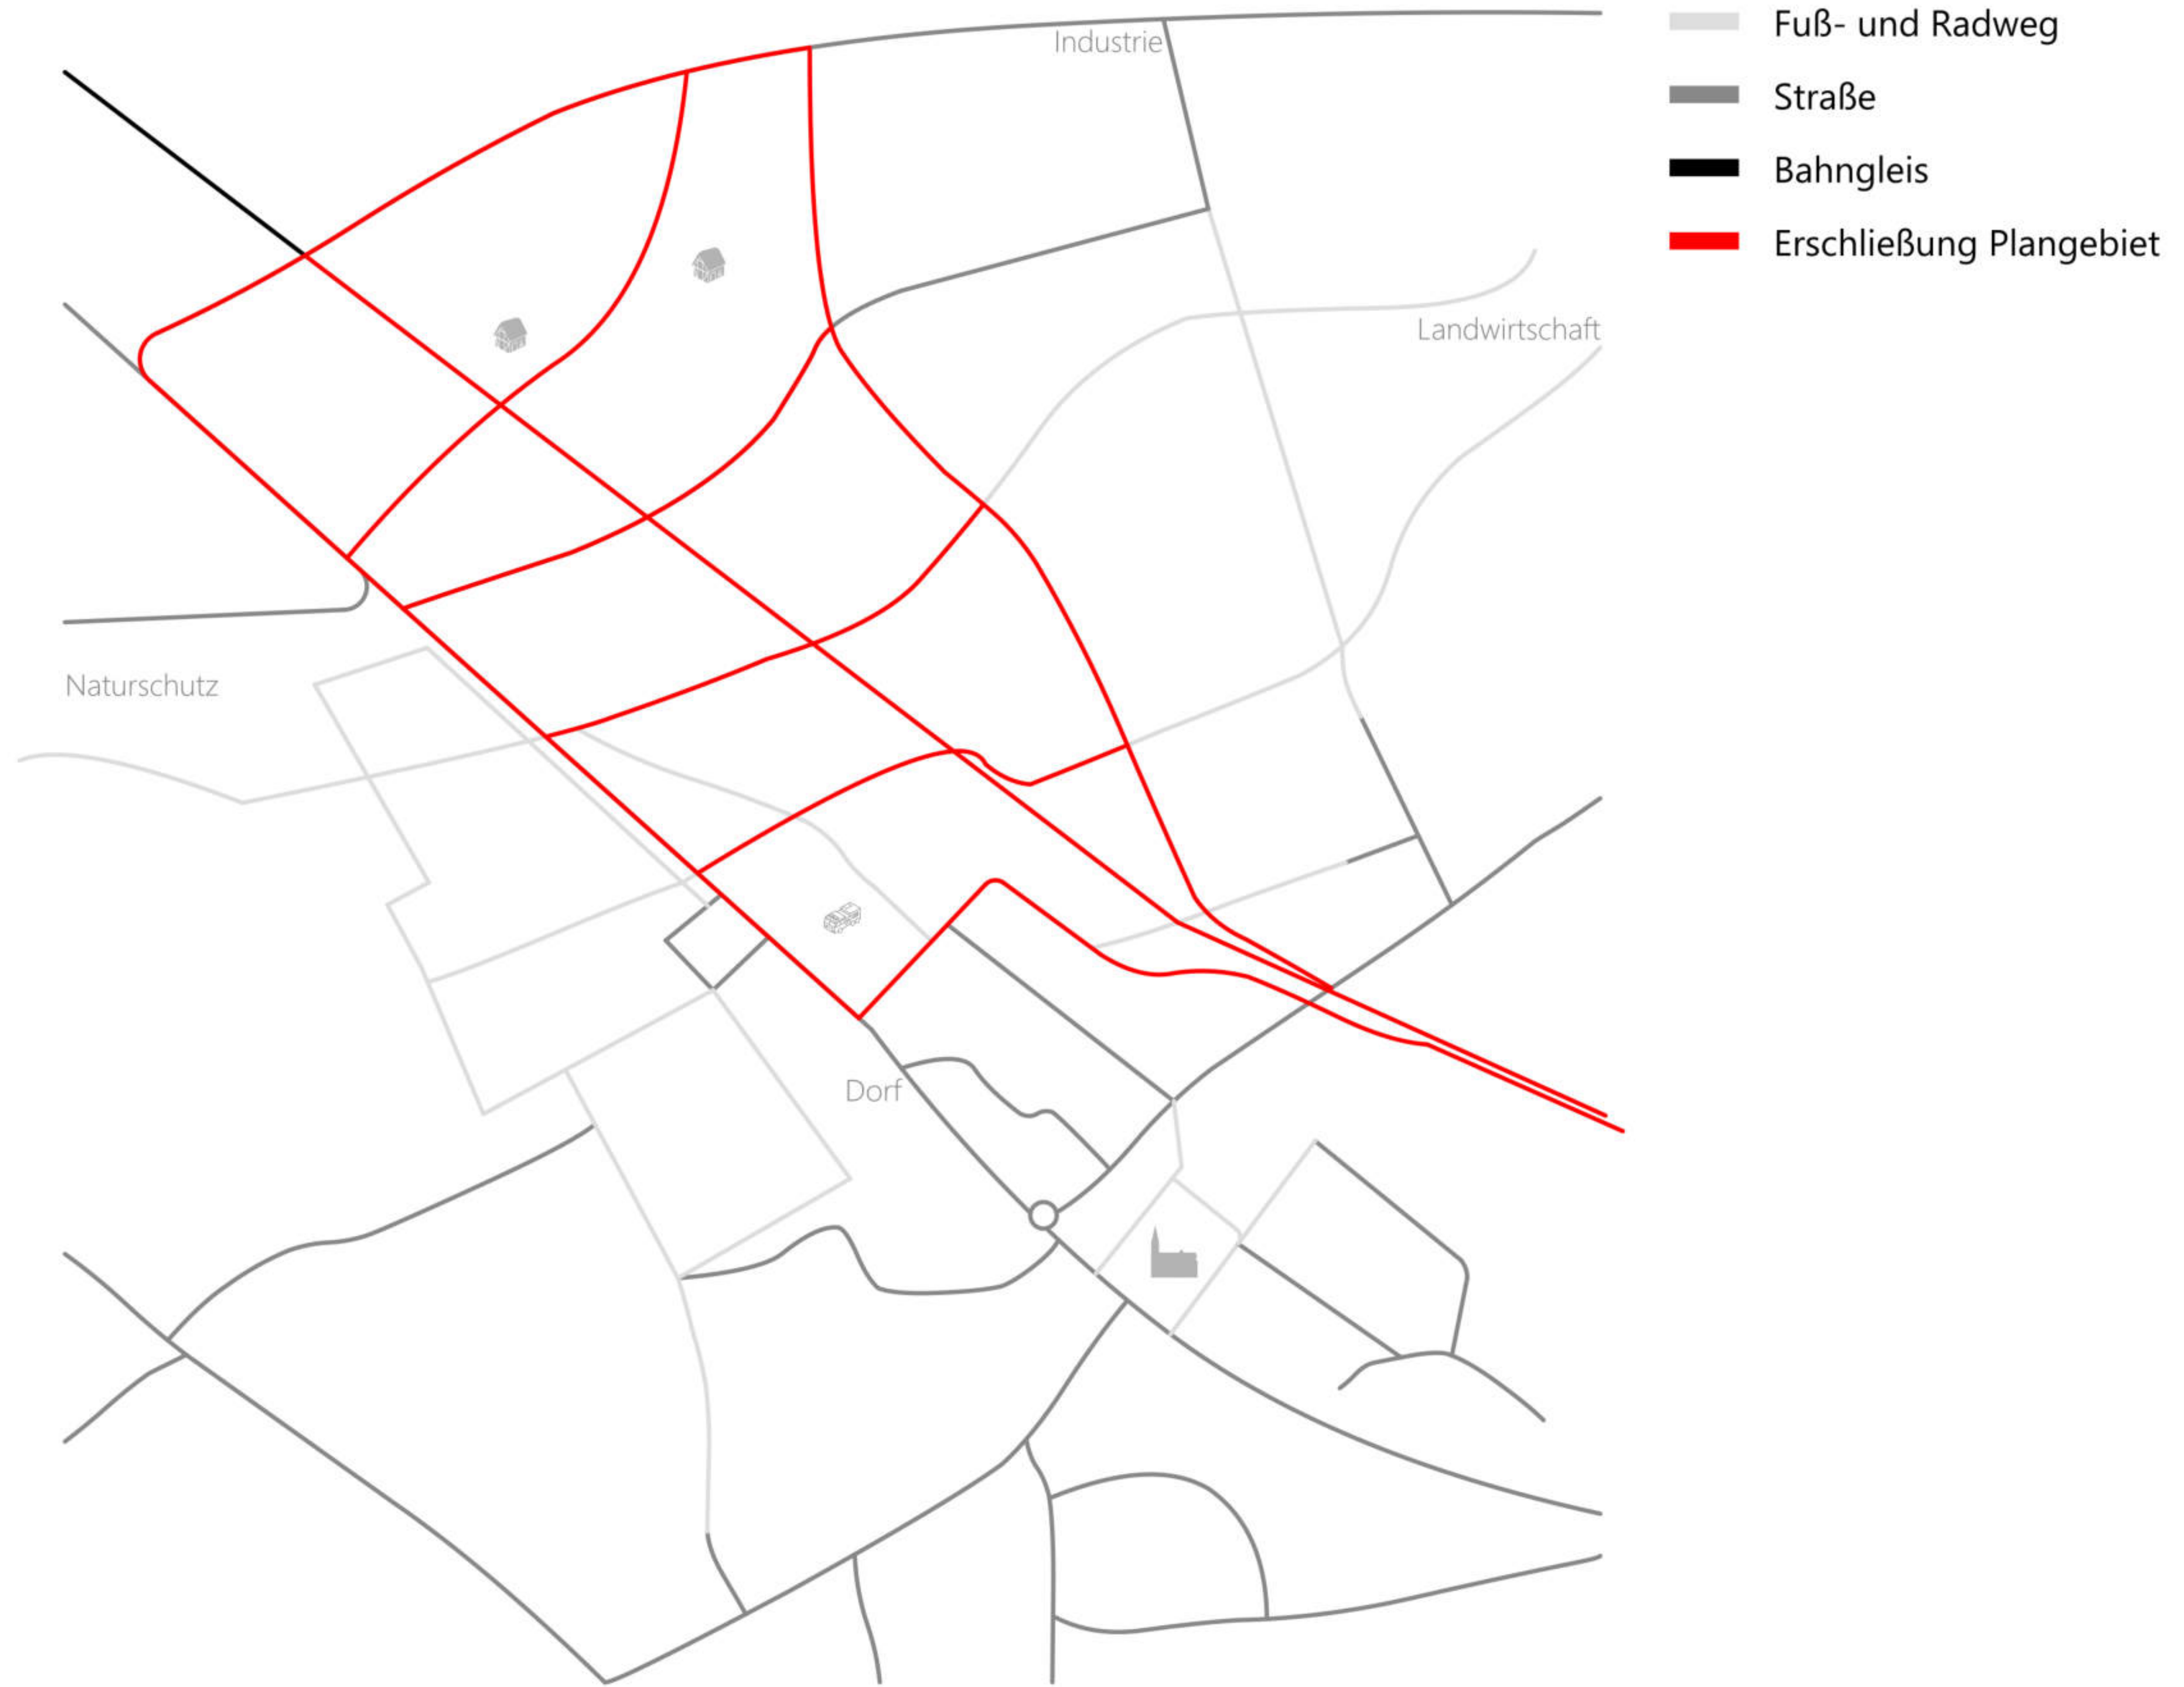 Fuß- und Radweg
Straße
Bahngleis
Erschließung Plangebiet
Industrie
Landwirtschaft
Naturschutz
Dorf